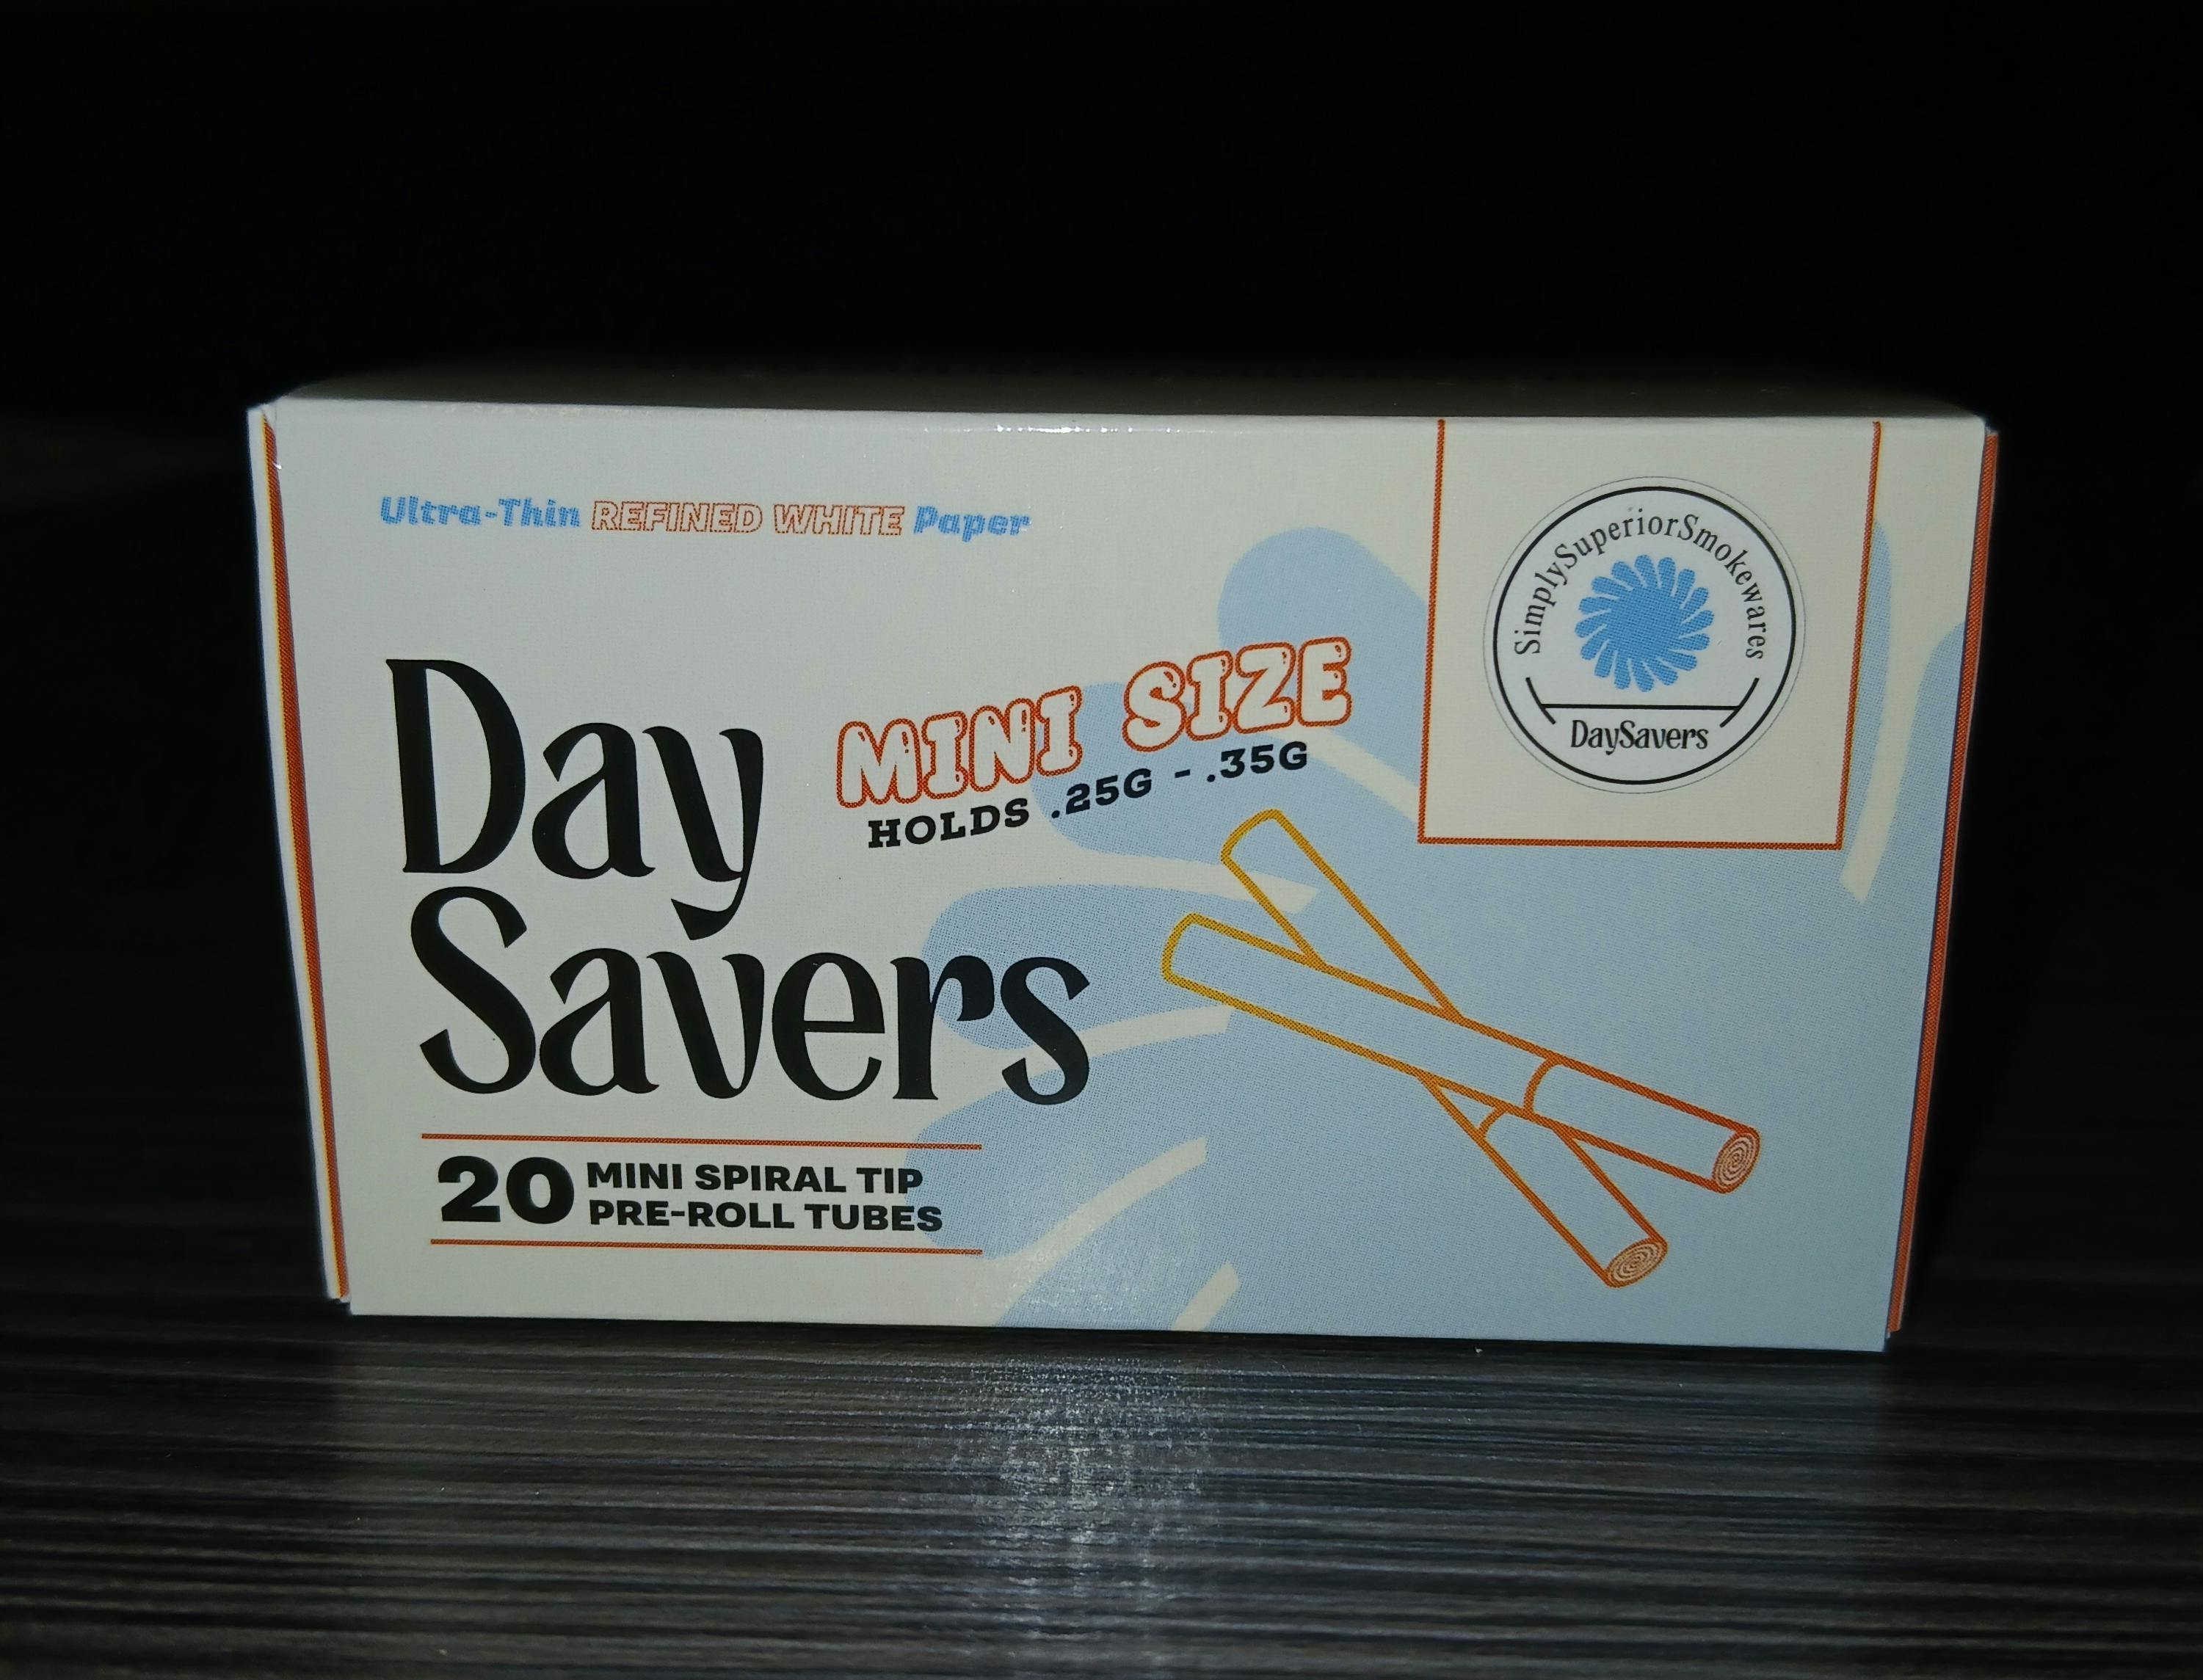 Ultra-Thin REFINED WHITE Paper
SimplySuperiorSmokewares
DaySavers
Day
Savers
MINI SIZE
HOLDS .25G - .35G
20 MINI SPIRAL TIP
PRE-ROLL TUBES